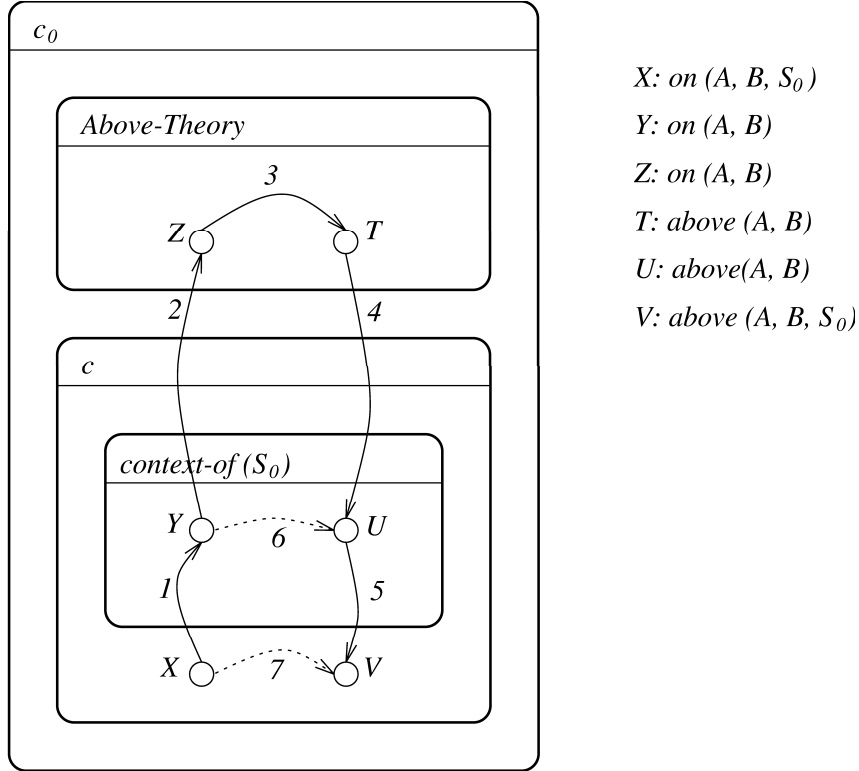 c₀
Above-Theory
3
Z
T
2
4
c
context-of (S₀)
Y
U
6
1
5
X
V
7
X: on (A, B, S₀ )
Y: on (A, B)
Z: on (A, B)
T: above (A, B)
U: above(A, B)
V: above (A, B, S₀)